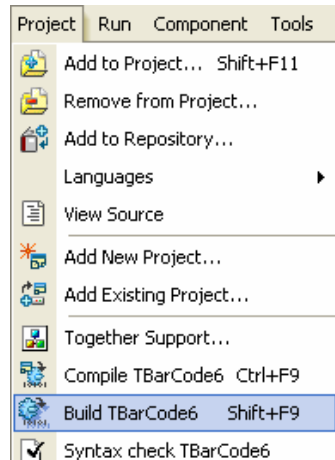 Project Run Component Tools
Add to Project... Shift+F11
Remove from Project...
Add to Repository...
Languages
View Source
Add New Project...
Add Existing Project...
Together Support...
Compile TBarCode6 Ctrl+F9
Build TBarCode6 Shift+F9
Syntax check TBarCode6